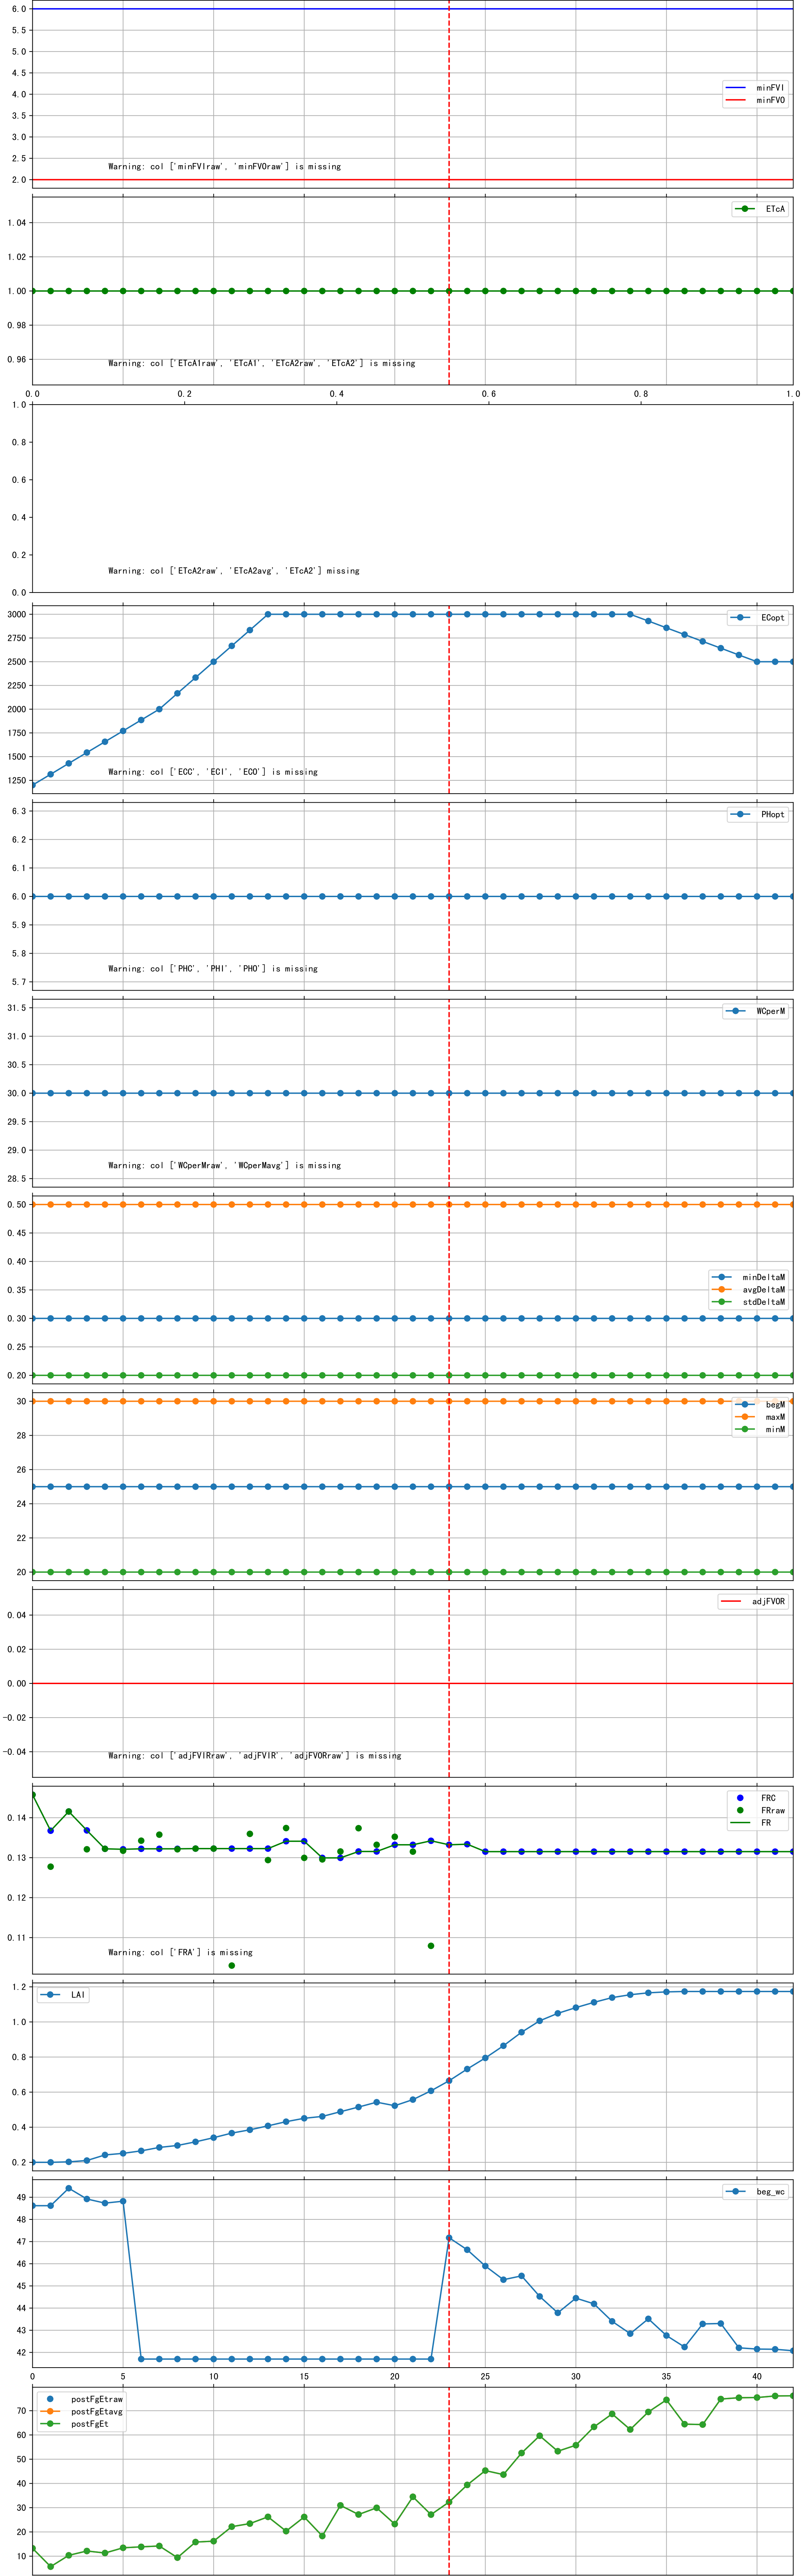 6.0
5.5
5.0
4.5
4.0
3.5
3.0
2.5
2.0
minFVI
minFVO
Warning: col ['minFVIraw', 'minFVOraw'] is missing
1.04
1.02
1.00
0.98
0.96
ETcA
Warning: col ['ETcA1raw', 'ETcA1', 'ETcA2raw', 'ETcA2'] is missing
0.0 0.2 0.4 0.6 0.8 1.0
1.0
0.8
0.6
0.4
0.2
0.0
Warning: col ['ETcA2raw', 'ETcA2avg', 'ETcA2'] missing
3000
2750
2500
2250
2000
1750
1500
1250
ECopt
Warning: col ['ECC', 'ECI', 'ECO'] is missing
6.3
6.2
6.1
6.0
5.9
5.8
5.7
PHopt
Warning: col ['PHC', 'PHI', 'PHO'] is missing
31.5
31.0
30.5
30.0
29.5
29.0
28.5
WCperM
Warning: col ['WCperMraw', 'WCperMavg'] is missing
0.50
0.45
0.40
0.35
0.30
0.25
0.20
minDeltaM
avgDeltaM
stdDeltaM
30
28
26
24
22
20
begM
maxM
minM
0.04
0.02
0.00
−0.02
−0.04
adjFVOR
Warning: col ['adjFVIRraw', 'adjFVIR', 'adjFVORraw'] is missing
0.14
0.13
0.12
0.11
FRC
FRraw
FR
Warning: col ['FRA'] is missing
1.2
1.0
0.8
0.6
0.4
0.2
LAI
49
48
47
46
45
44
43
42
beg_wc
0 5 10 15 20 25 30 35 40
70
60
50
40
30
20
10
postFgEtraw
postFgEtavg
postFgEt